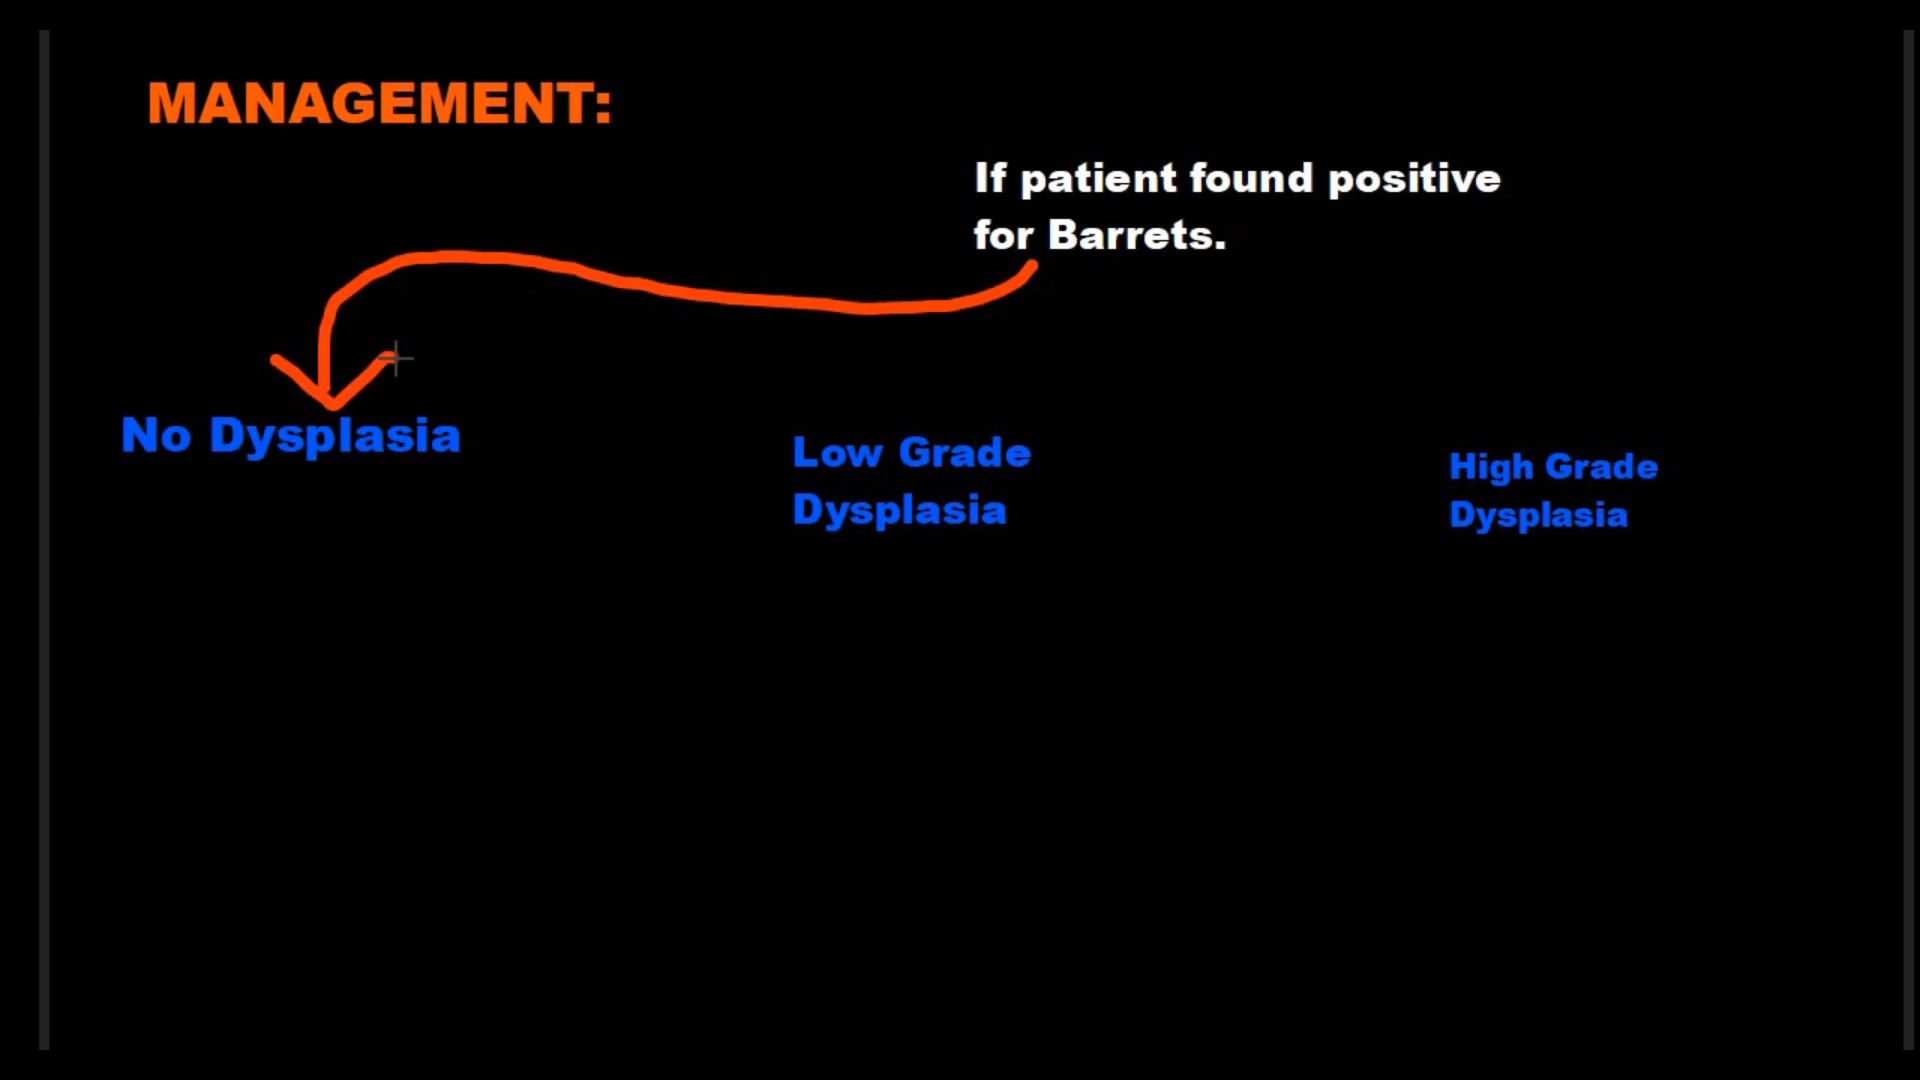 MANAGEMENT:
If patient found positive
for Barrets.
No Dysplasia
Low Grade
Dysplasia
High Grade
Dysplasia